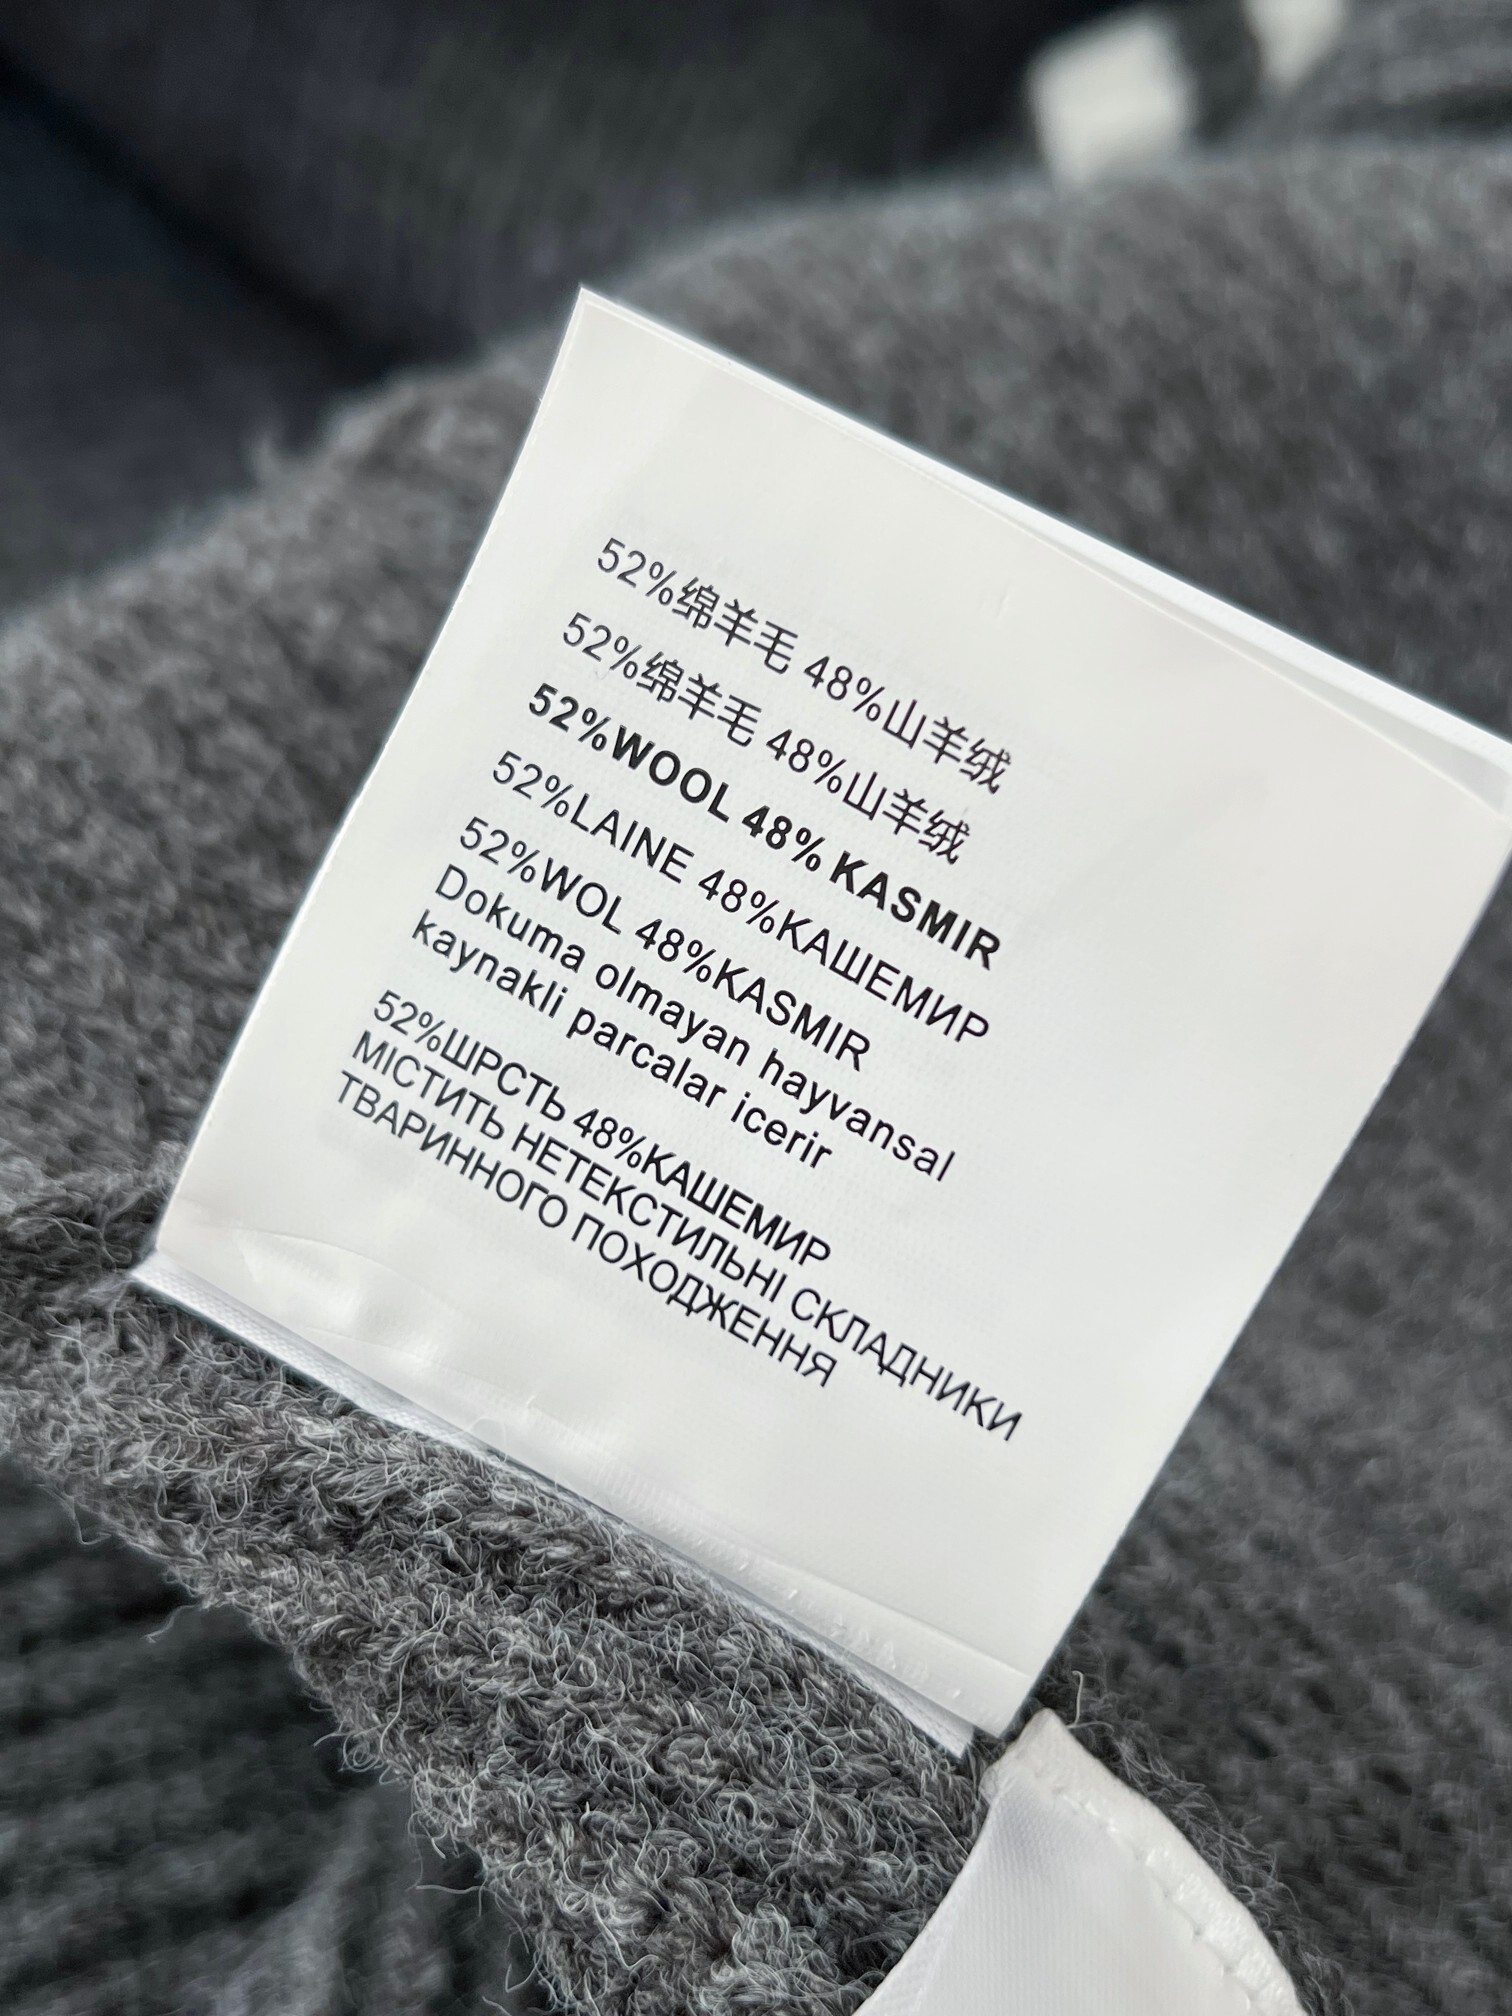 52%绵羊毛 48%山羊绒
52%绵羊毛 48%山羊绒
52%WOOL 48% KASMIR
52%LAINE 48%КАШЕМИР
52%WOL 48%KASMIR
Dokuma olmayan hayvansal
kaynakli parcalar icerir
52%ШРСТЬ 48%КАШЕМИР
МІСТИТЬ НЕТЕКСТИЛЬНІ СКЛАДНИКИ
ТВАРИННОГО ПОХОДЖЕННЯ